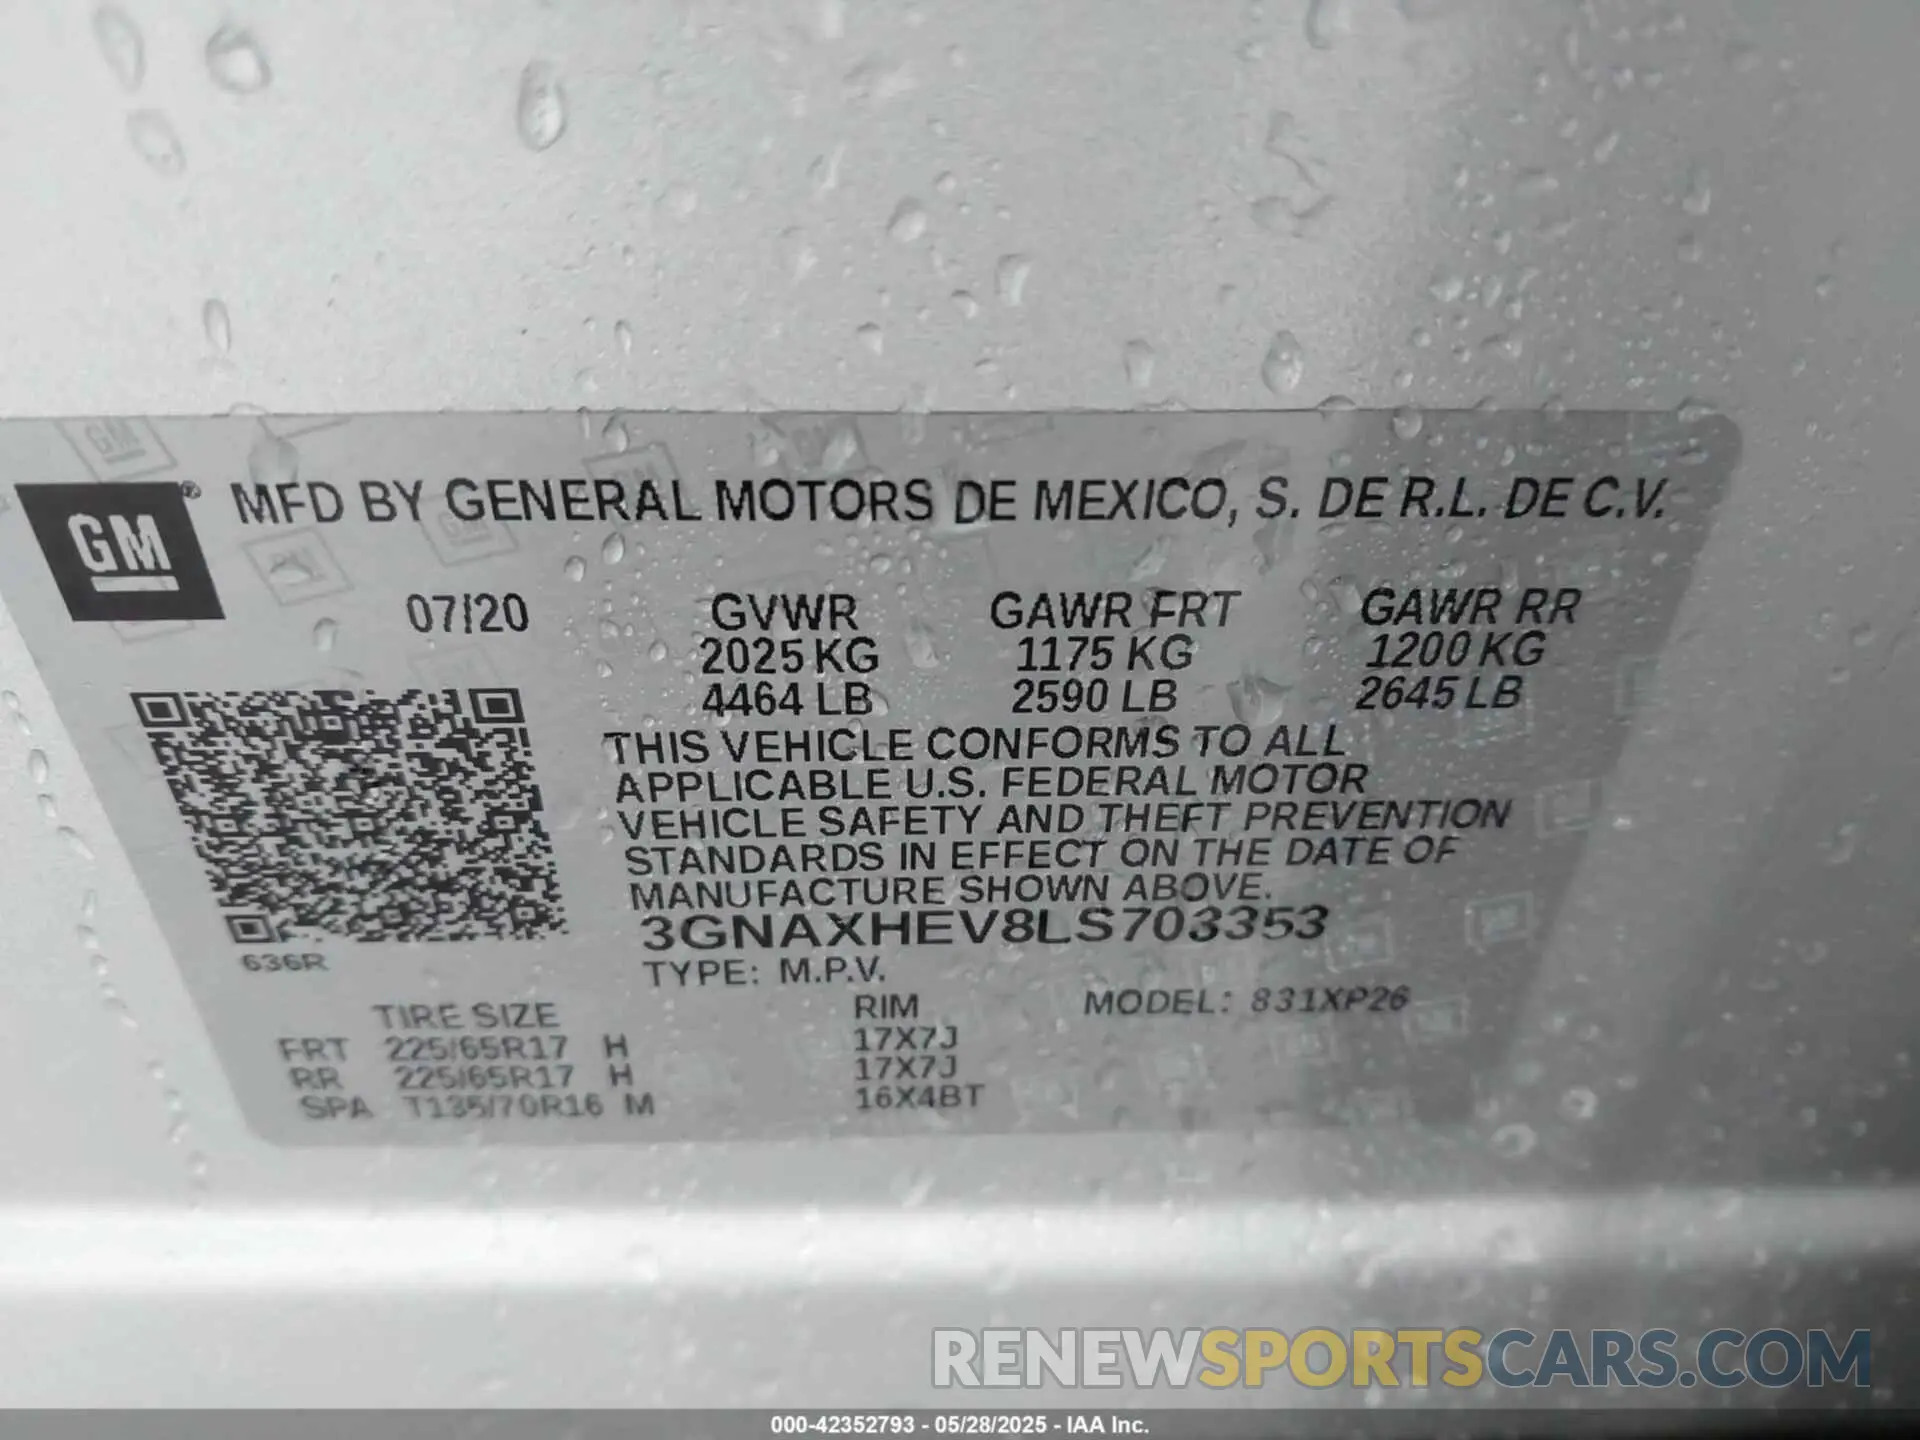 GM® MFD BY GENERAL MOTORS DE MEXICO, S. DE R.L. DE C.V.
07/20 GVWR GAWR FRT GAWR RR
2025 KG 1175 KG 1200 KG
4464 LB 2590 LB 2645 LB
THIS VEHICLE CONFORMS TO ALL
APPLICABLE U.S. FEDERAL MOTOR
VEHICLE SAFETY AND THEFT PREVENTION
STANDARDS IN EFFECT ON THE DATE OF
MANUFACTURE SHOWN ABOVE.
3GNAXHEV8LS703353
636R
TYPE: M.P.V.
TIRE SIZE RIM MODEL: 831XP26
FRT 225/65R17 H 17X7J
RR 225/65R17 H 17X7J
SPA T135/70R16 M 16X4BT
RENEWSPORTSCARS.COM
000-42352793 - 05/28/2025 - IAA Inc.